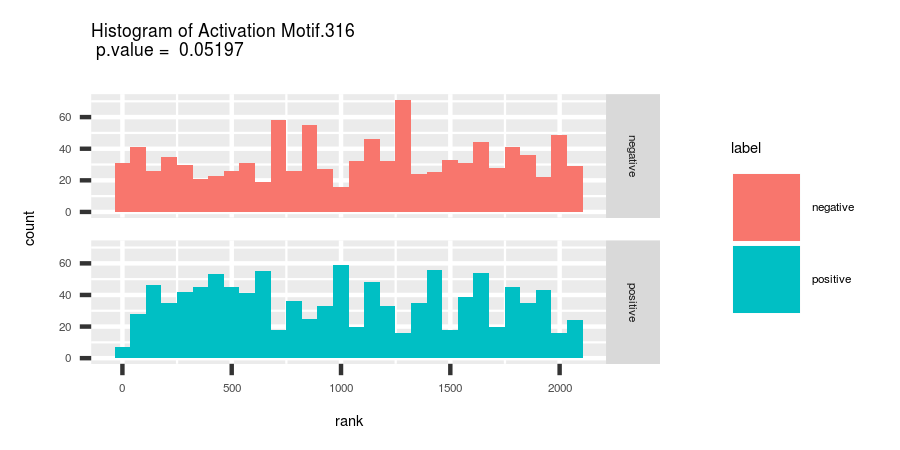 Histogram of Activation Motif.316
p.value =  0.05197
count
60
40
20
0
negative
60
40
20
0
positive
0 500 1000 1500 2000
rank
label
negative
positive